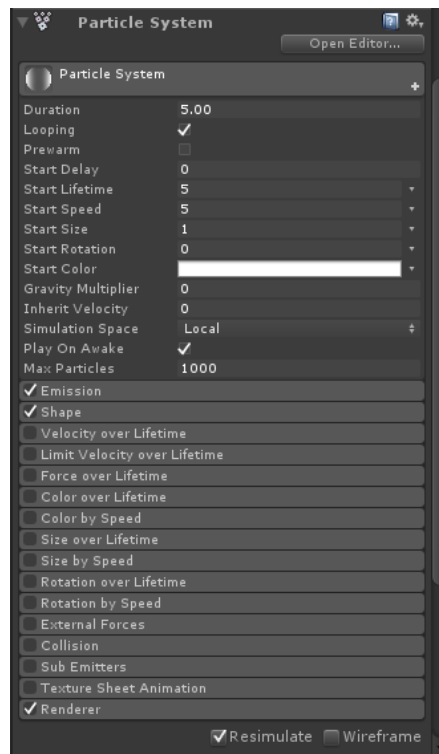 Particle System
Open Editor...
Particle System
Duration 5.00
Looping
Prewarm
Start Delay 0
Start Lifetime 5
Start Speed 5
Start Size 1
Start Rotation 0
Start Color
Gravity Multiplier 0
Inherit Velocity 0
Simulation Space Local
Play On Awake
Max Particles 1000
Emission
Shape
Velocity over Lifetime
Limit Velocity over Lifetime
Force over Lifetime
Color over Lifetime
Color by Speed
Size over Lifetime
Size by Speed
Rotation over Lifetime
Rotation by Speed
External Forces
Collision
Sub Emitters
Texture Sheet Animation
Renderer
Resimulate Wireframe